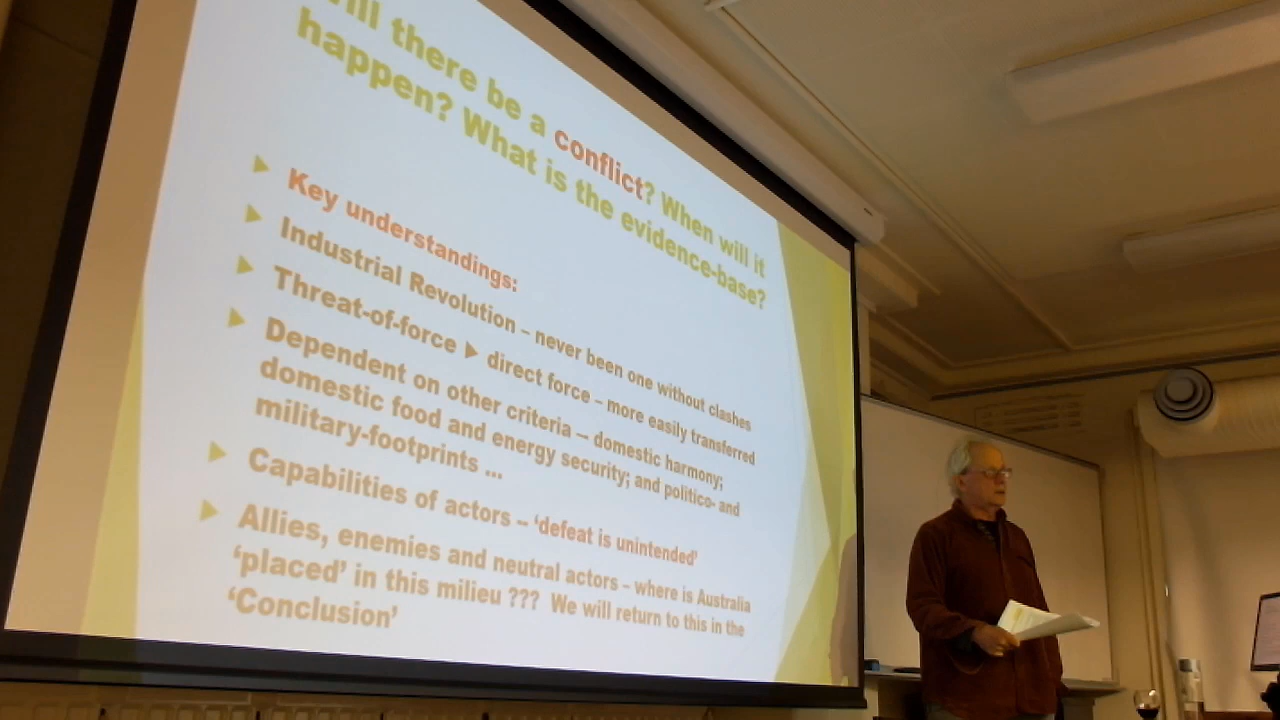 ill there be a conflict? When will it
happen? What is the evidence-base?
Key understandings:
Industrial Revolution – never been one without clashes
Threat-of-force ▶ direct force – more easily transferred
Dependent on other criteria – domestic harmony;
domestic food and energy security; and politico- and
military-footprints ...
Capabilities of actors – ‘defeat is unintended’
Allies, enemies and neutral actors – where is Australia
‘placed’ in this milieu ??? We will return to this in the
‘Conclusion’